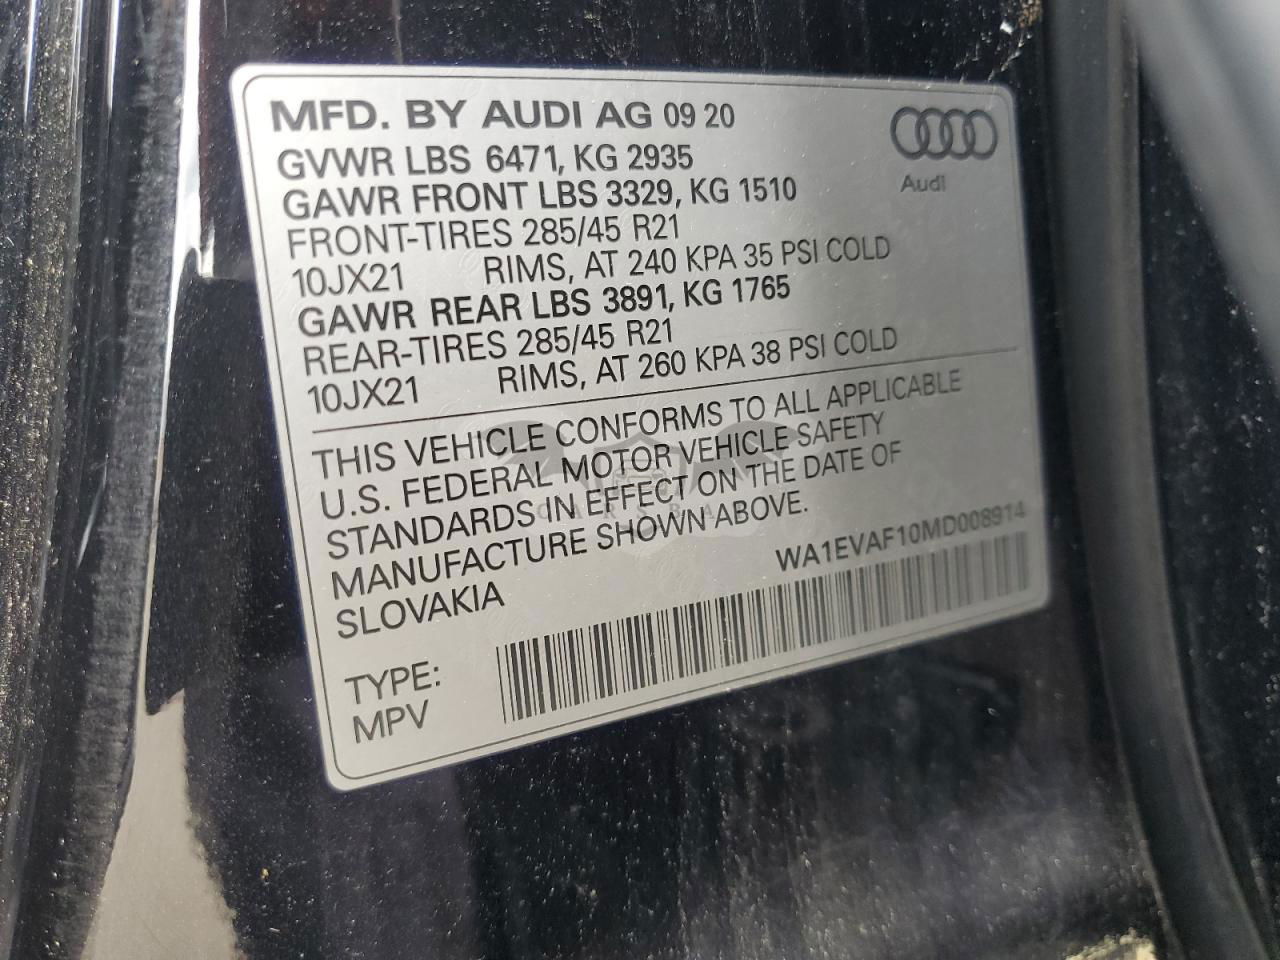 MFD. BY AUDI AG 09 20
GVWR LBS 6471, KG 2935
GAWR FRONT LBS 3329, KG 1510
FRONT-TIRES 285/45 R21
10JX21 RIMS, AT 240 KPA 35 PSI COLD
GAWR REAR LBS 3891, KG 1765
REAR-TIRES 285/45 R21
10JX21 RIMS, AT 260 KPA 38 PSI COLD
Audi
THIS VEHICLE CONFORMS TO ALL APPLICABLE
U.S. FEDERAL MOTOR VEHICLE SAFETY
STANDARDS IN EFFECT ON THE DATE OF
MANUFACTURE SHOWN ABOVE.
SLOVAKIA
WA1EVAF10MD008914
TYPE:
MPV